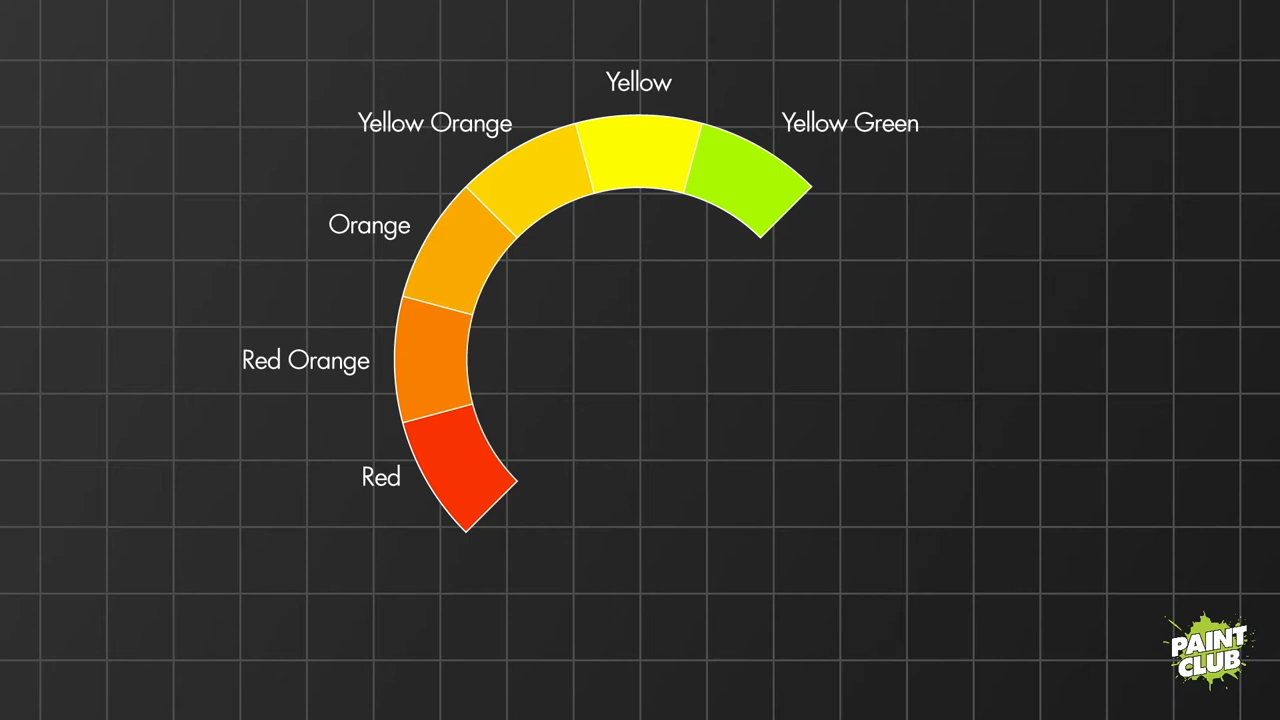 Yellow
Yellow Orange
Yellow Green
Orange
Red Orange
Red
PAINT
CLUB